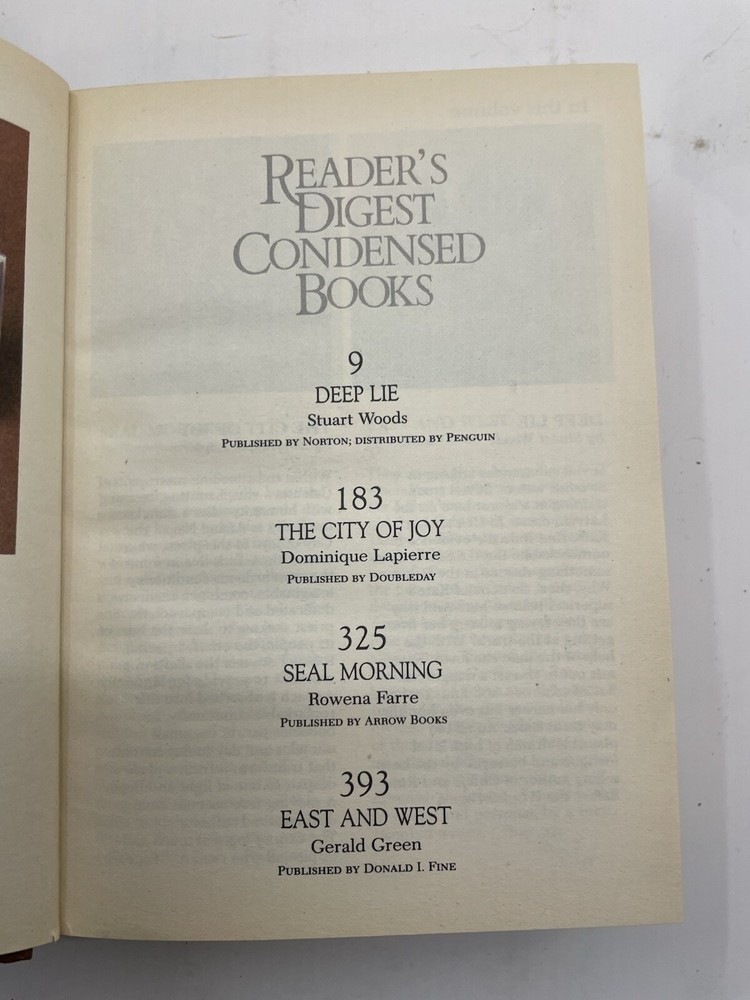 READER'S
DIGEST
CONDENSED
BOOKS
9
DEEP LIE
Stuart Woods
PUBLISHED BY NORTON; DISTRIBUTED BY PENGUIN
183
THE CITY OF JOY
Dominique Lapierre
PUBLISHED BY DOUBLEDAY
325
SEAL MORNING
Rowena Farre
PUBLISHED BY ARROW BOOKS
393
EAST AND WEST
Gerald Green
PUBLISHED BY DONALD I. FINE